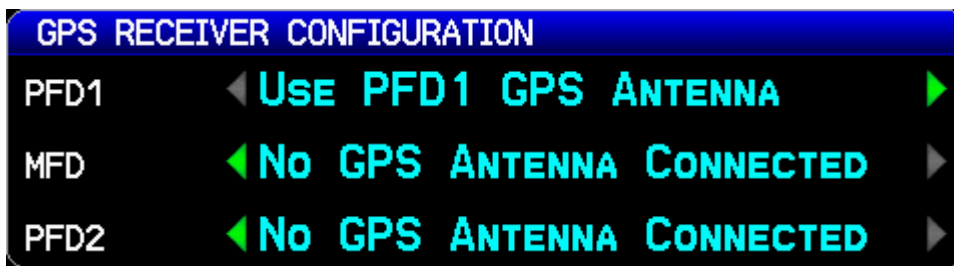 GPS RECEIVER CONFIGURATION
PFD1 USE PFD1 GPS ANTENNA
MFD NO GPS ANTENNA CONNECTED
PFD2 NO GPS ANTENNA CONNECTED